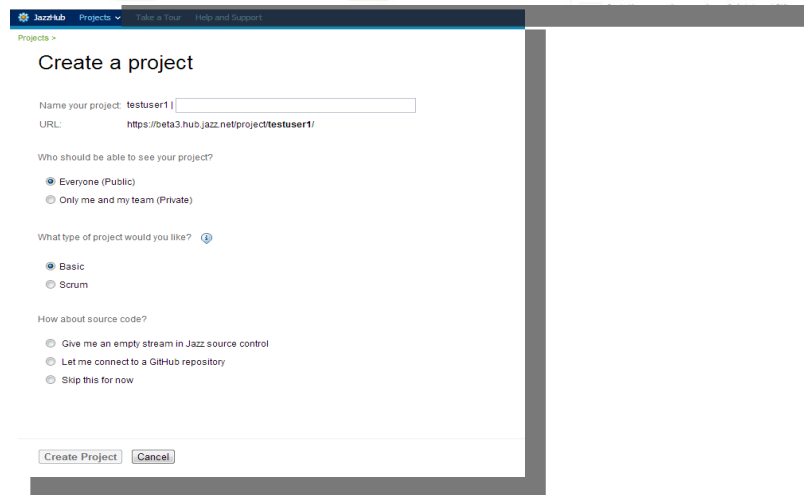 JazzHub Projects Take a Tour Help and Support
Projects >
Create a project
Name your project: testuser1 |
URL: https://beta3.hub.jazz.net/project/testuser1/
Who should be able to see your project?
Everyone (Public)
Only me and my team (Private)
What type of project would you like? i
Basic
Scrum
How about source code?
Give me an empty stream in Jazz source control
Let me connect to a GitHub repository
Skip this for now
Create Project Cancel